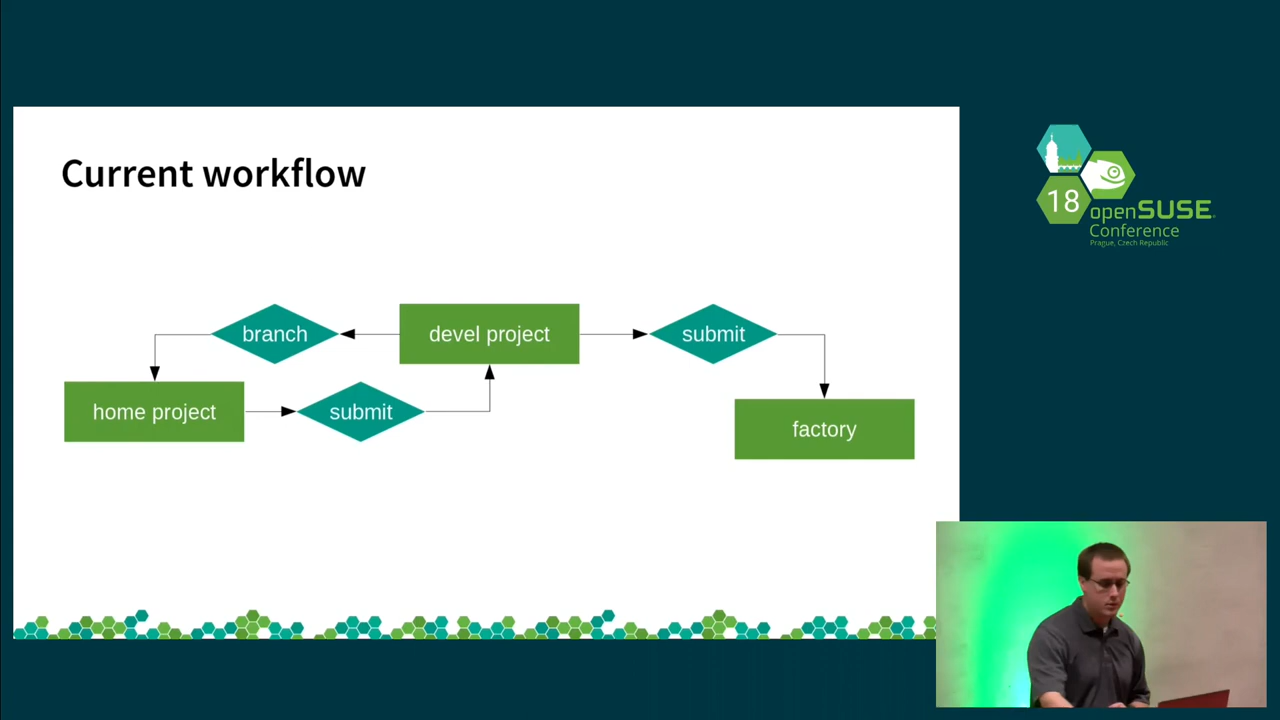 Current workflow
branch
devel project
submit
home project
submit
factory
18
openSUSE
Conference
Prague, Czech Republic